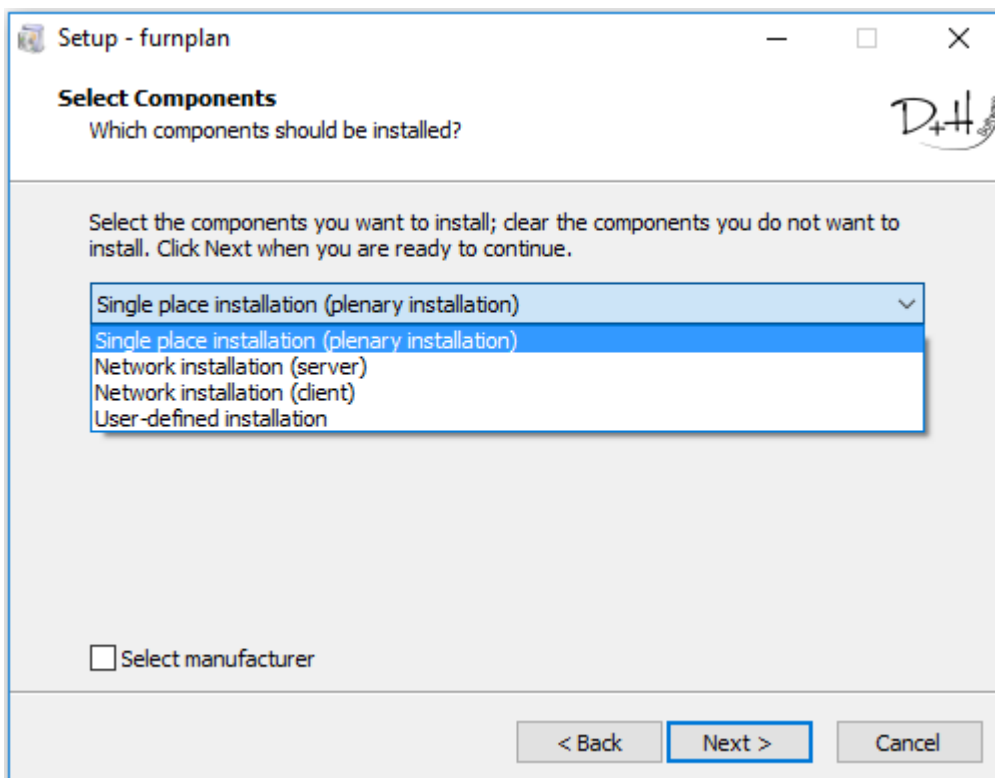 Setup - furnplan
Select Components
Which components should be installed?
D+H
Select the components you want to install; clear the components you do not want to
install. Click Next when you are ready to continue.
Single place installation (plenary installation)
Single place installation (plenary installation)
Network installation (server)
Network installation (client)
User-defined installation
Select manufacturer
< Back
Next >
Cancel